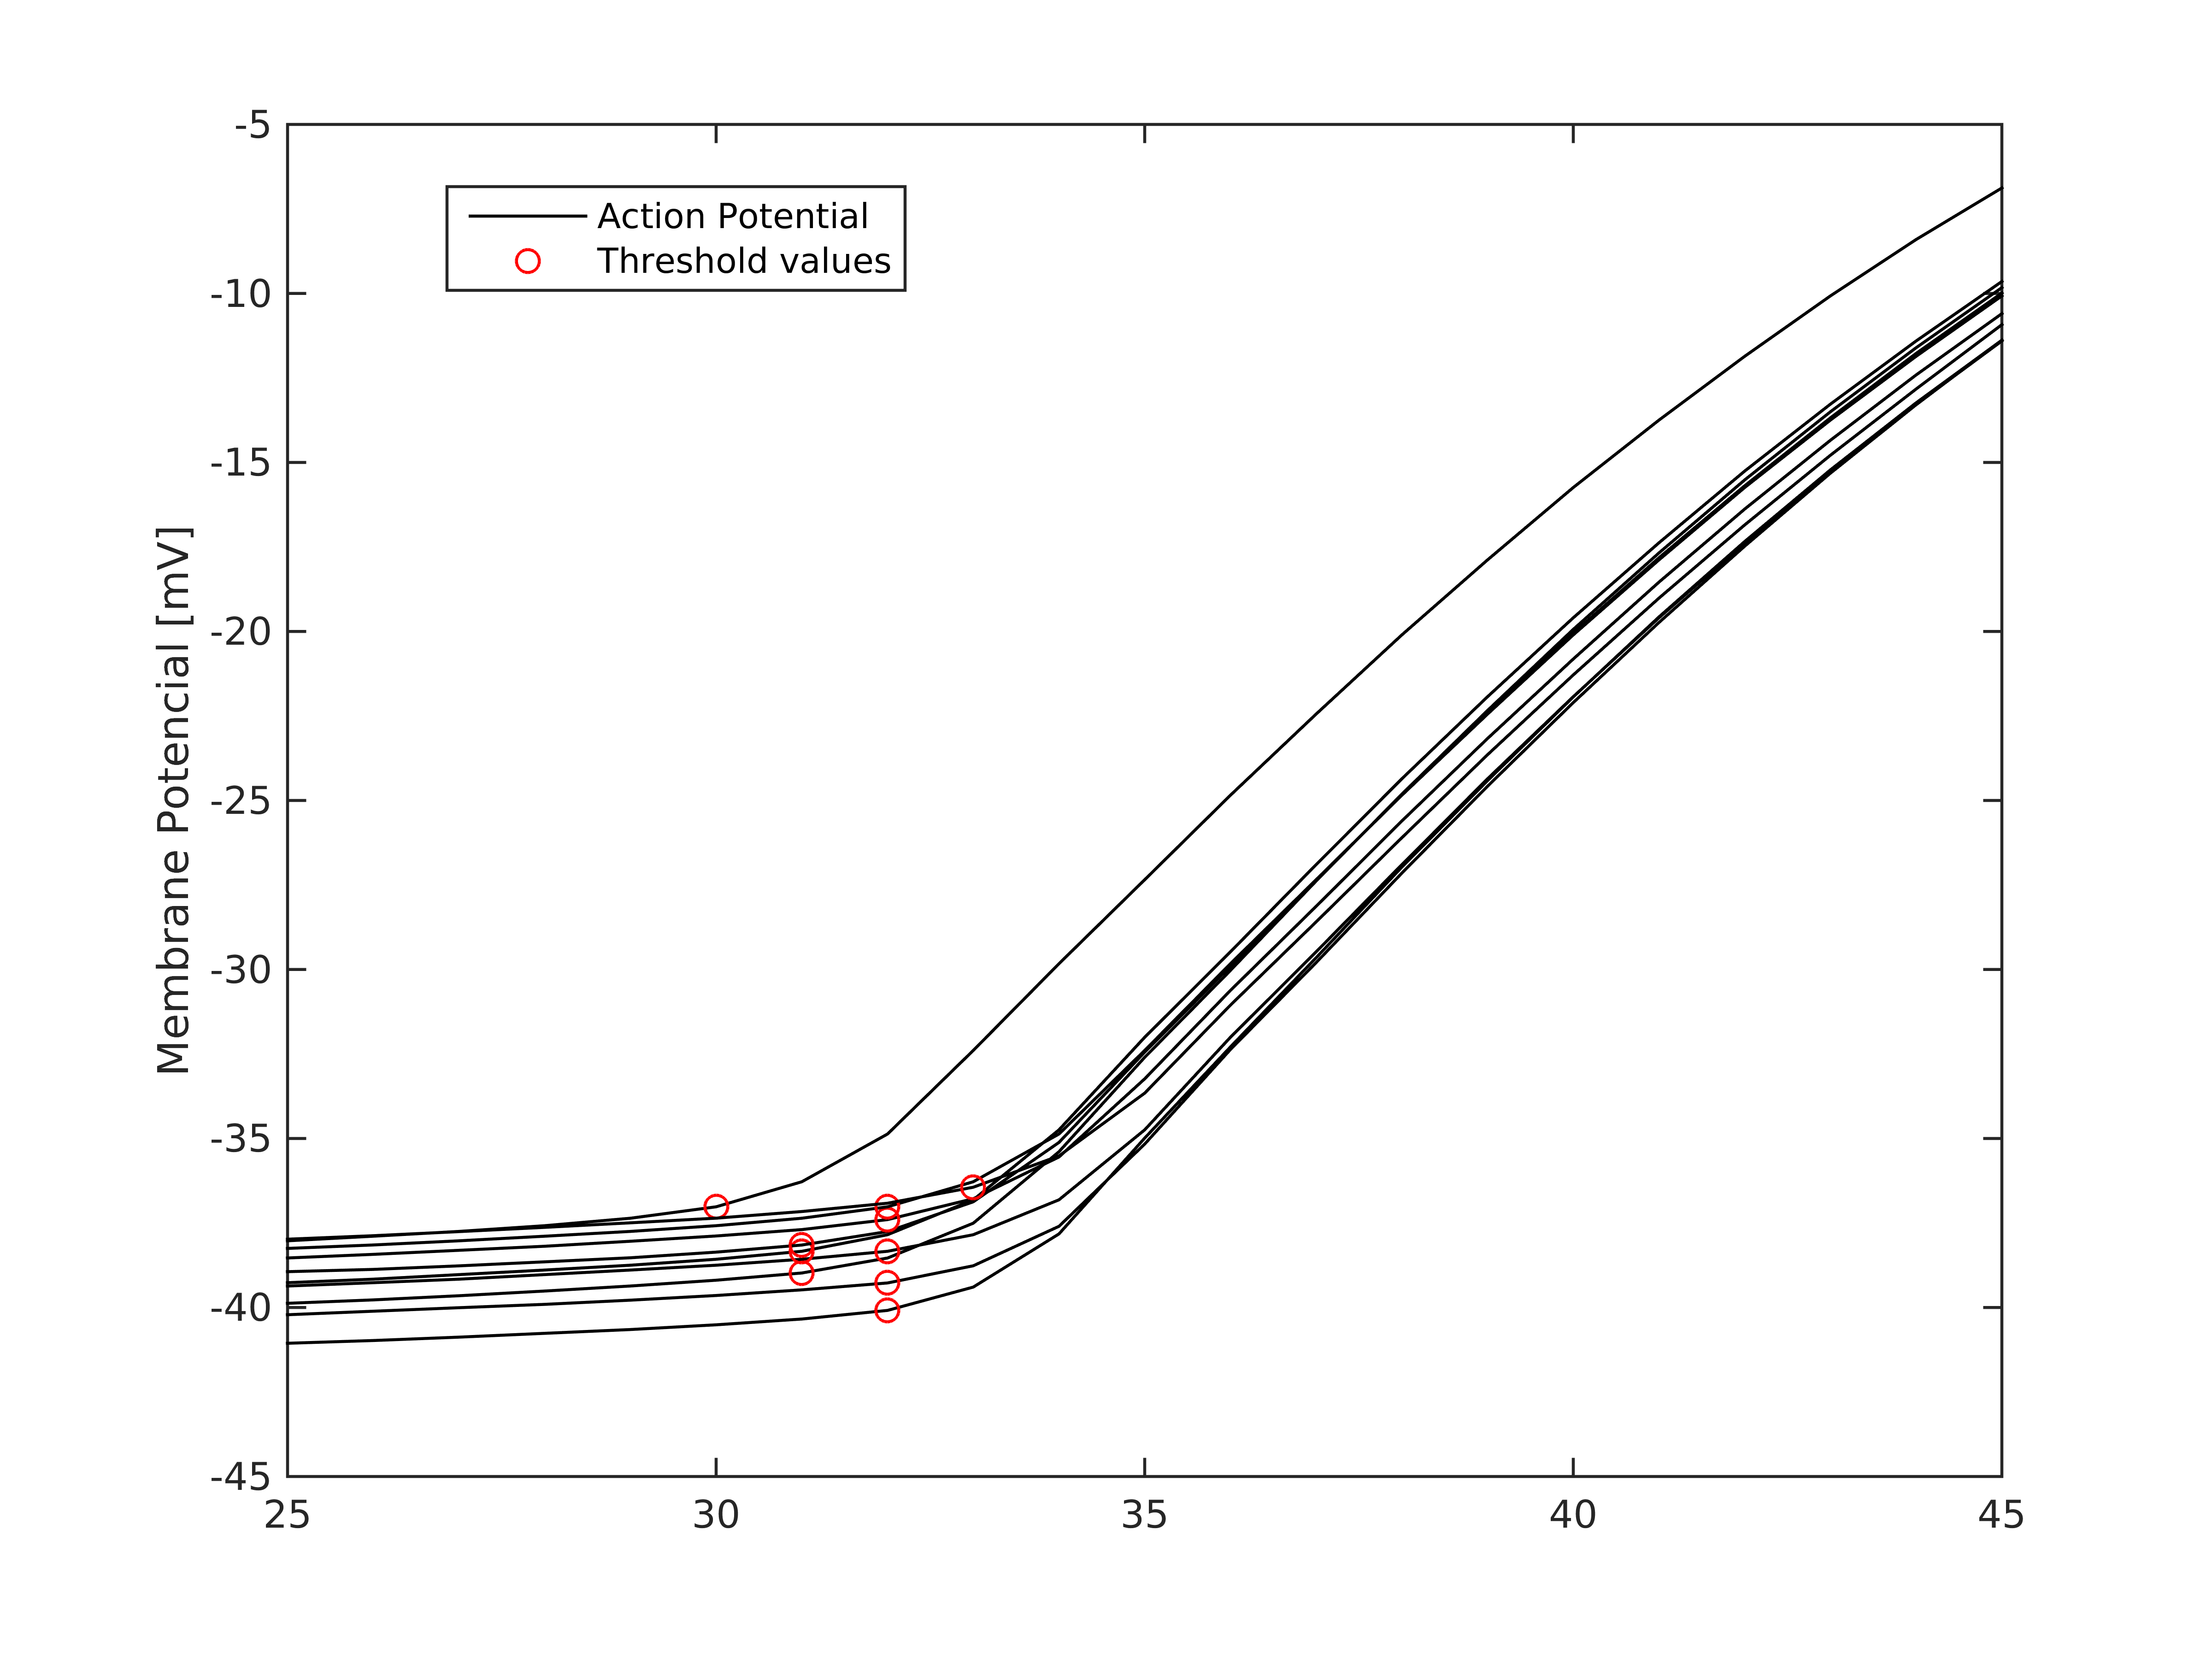 Action Potential
Threshold values
Membrane Potencial [mV]
-5
-10
-15
-20
-25
-30
-35
-40
-45
25 30 35 40 45